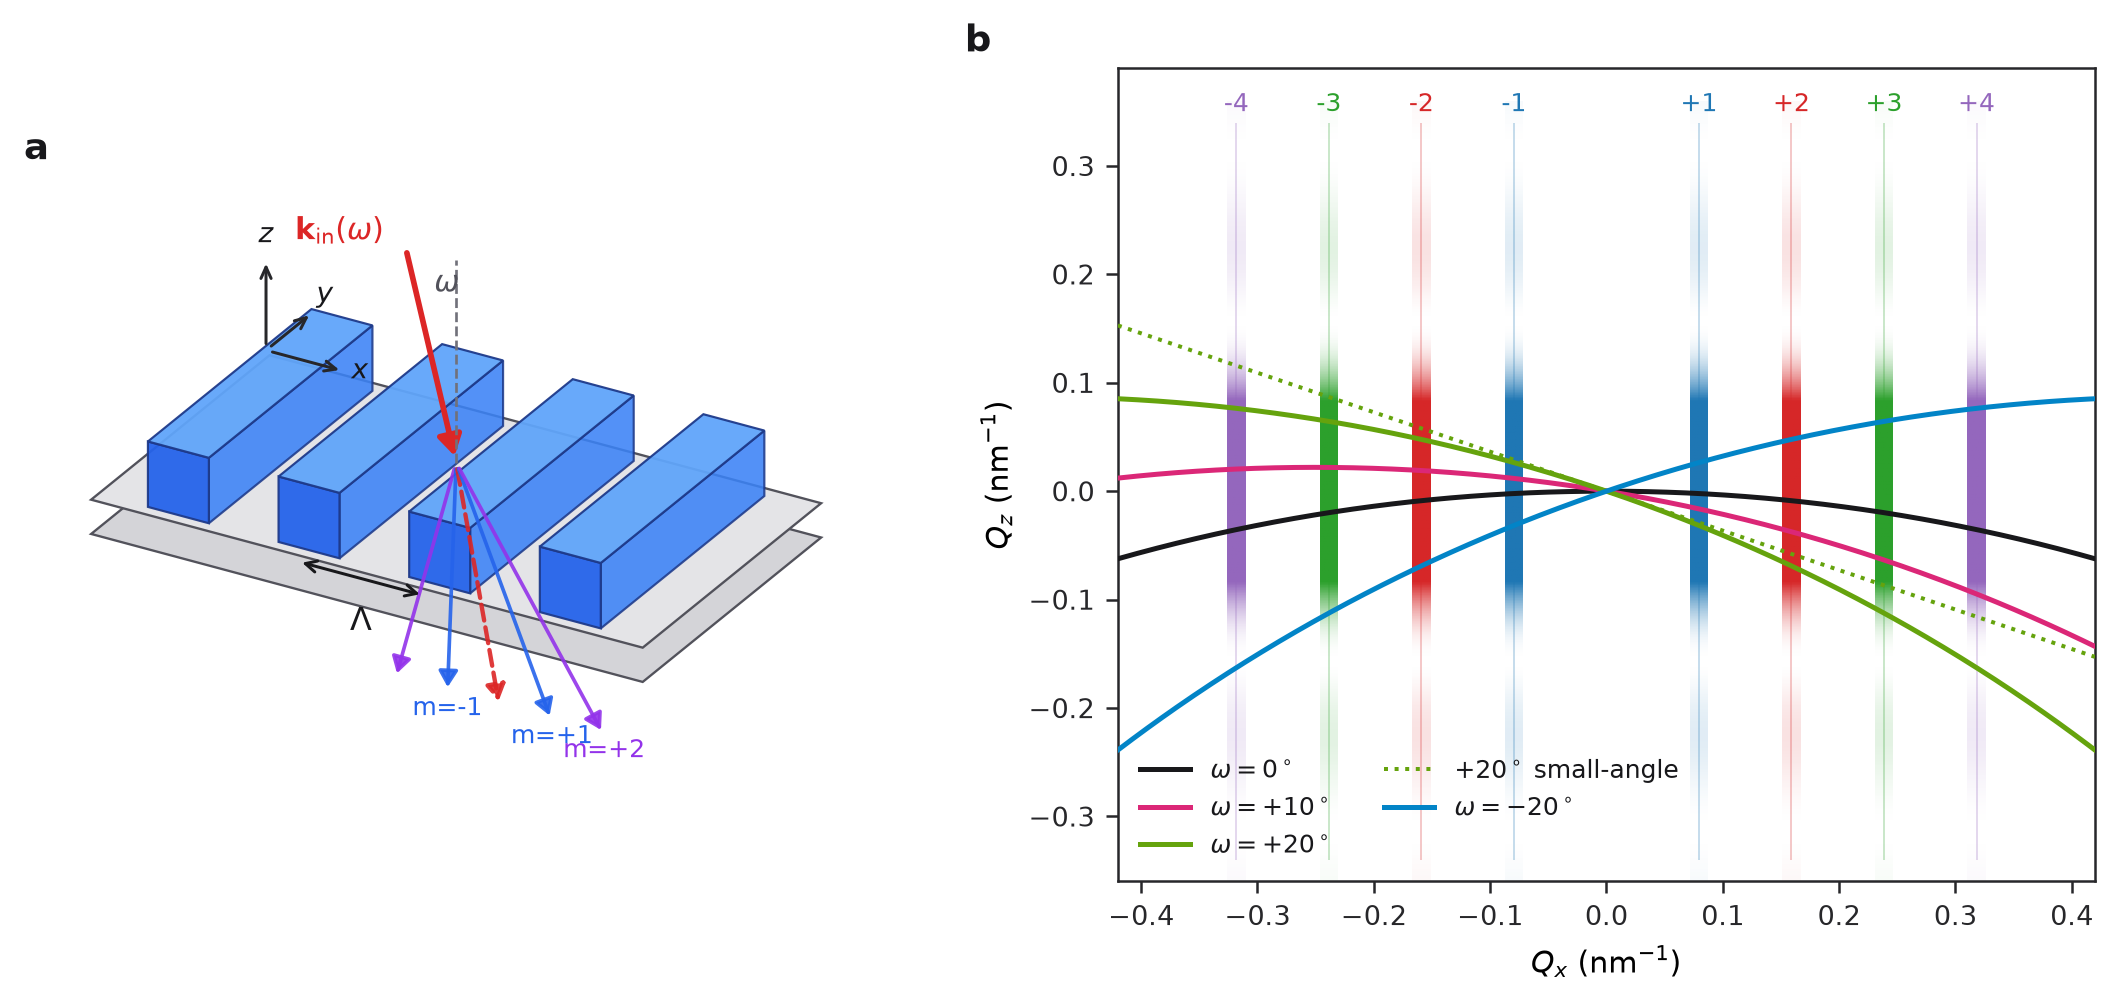 a
z
k_in(ω)
ω
y
x
Λ
m=-1
m=+1
m=+2
b
-4 -3 -2 -1 +1 +2 +3 +4
0.3
0.2
0.1
0.0
−0.1
−0.2
−0.3
Q_z (nm⁻¹)
ω = 0°
ω = +10°
ω = +20°
+20° small-angle
ω = −20°
−0.4 −0.3 −0.2 −0.1 0.0 0.1 0.2 0.3 0.4
Q_x (nm⁻¹)